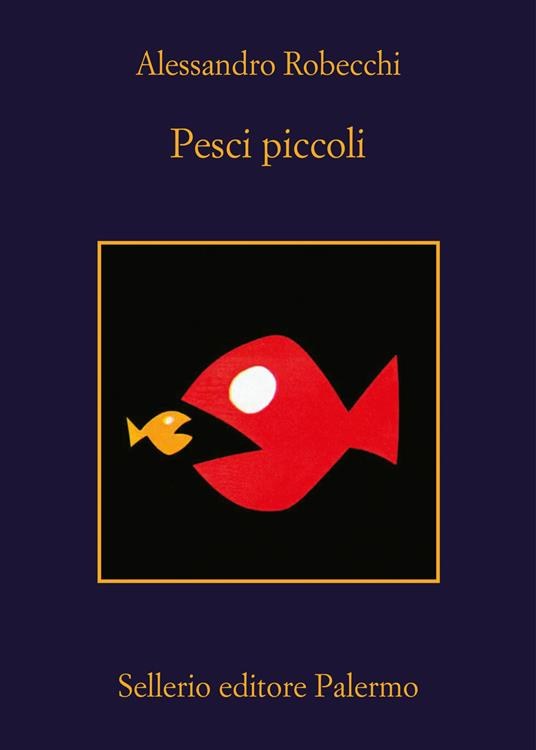 Alessandro Robecchi
Pesci piccoli
Sellerio editore Palermo